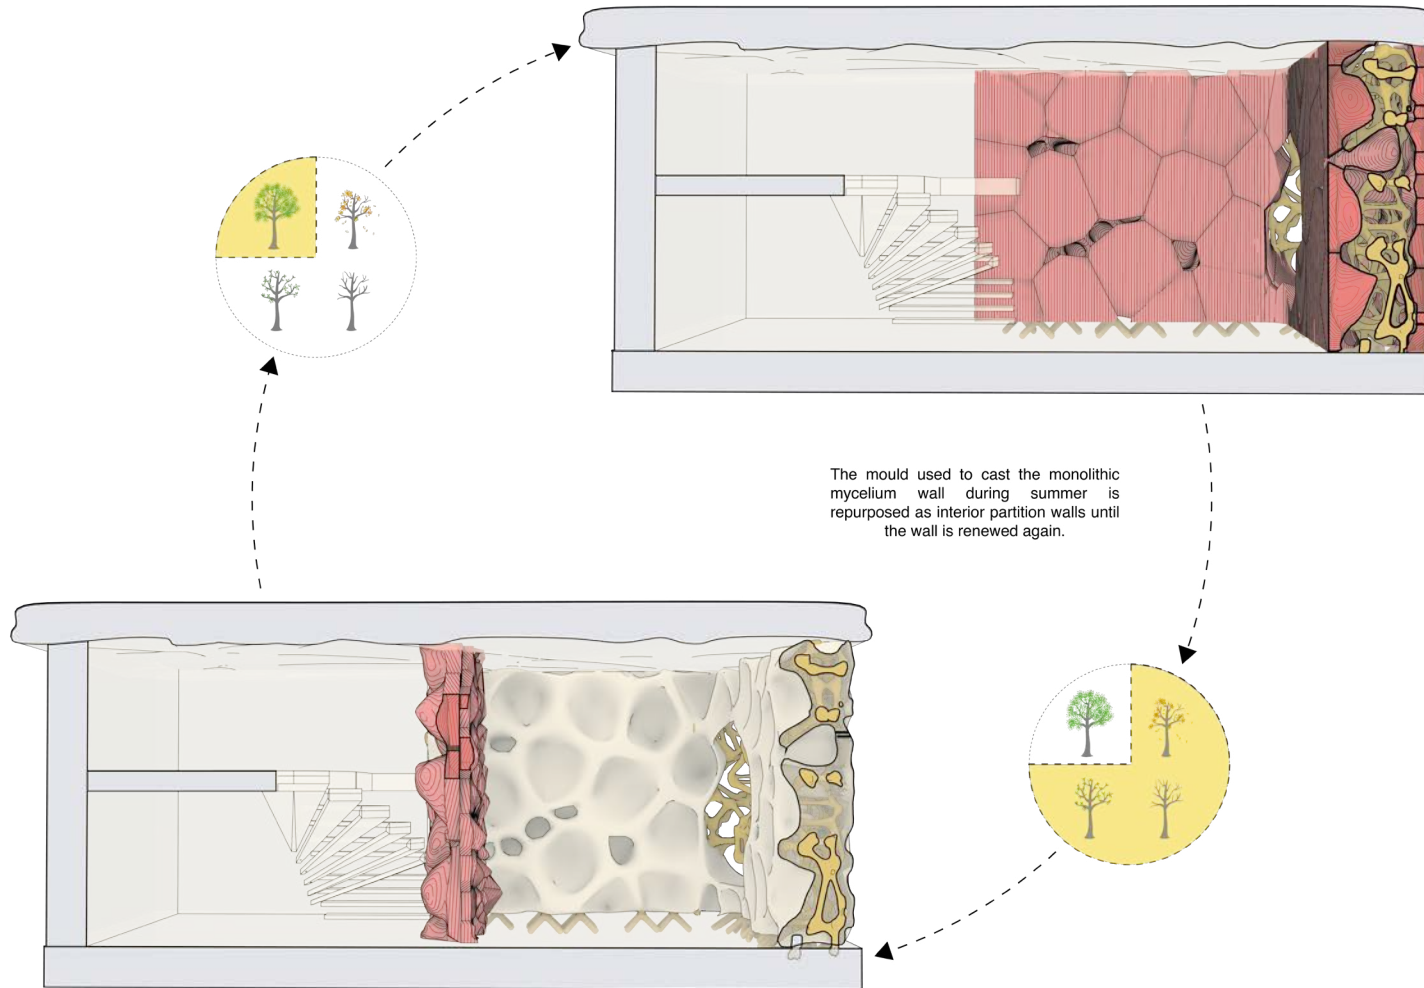 The mould used to cast the monolithic
mycelium wall during summer is
repurposed as interior partition walls until
the wall is renewed again.